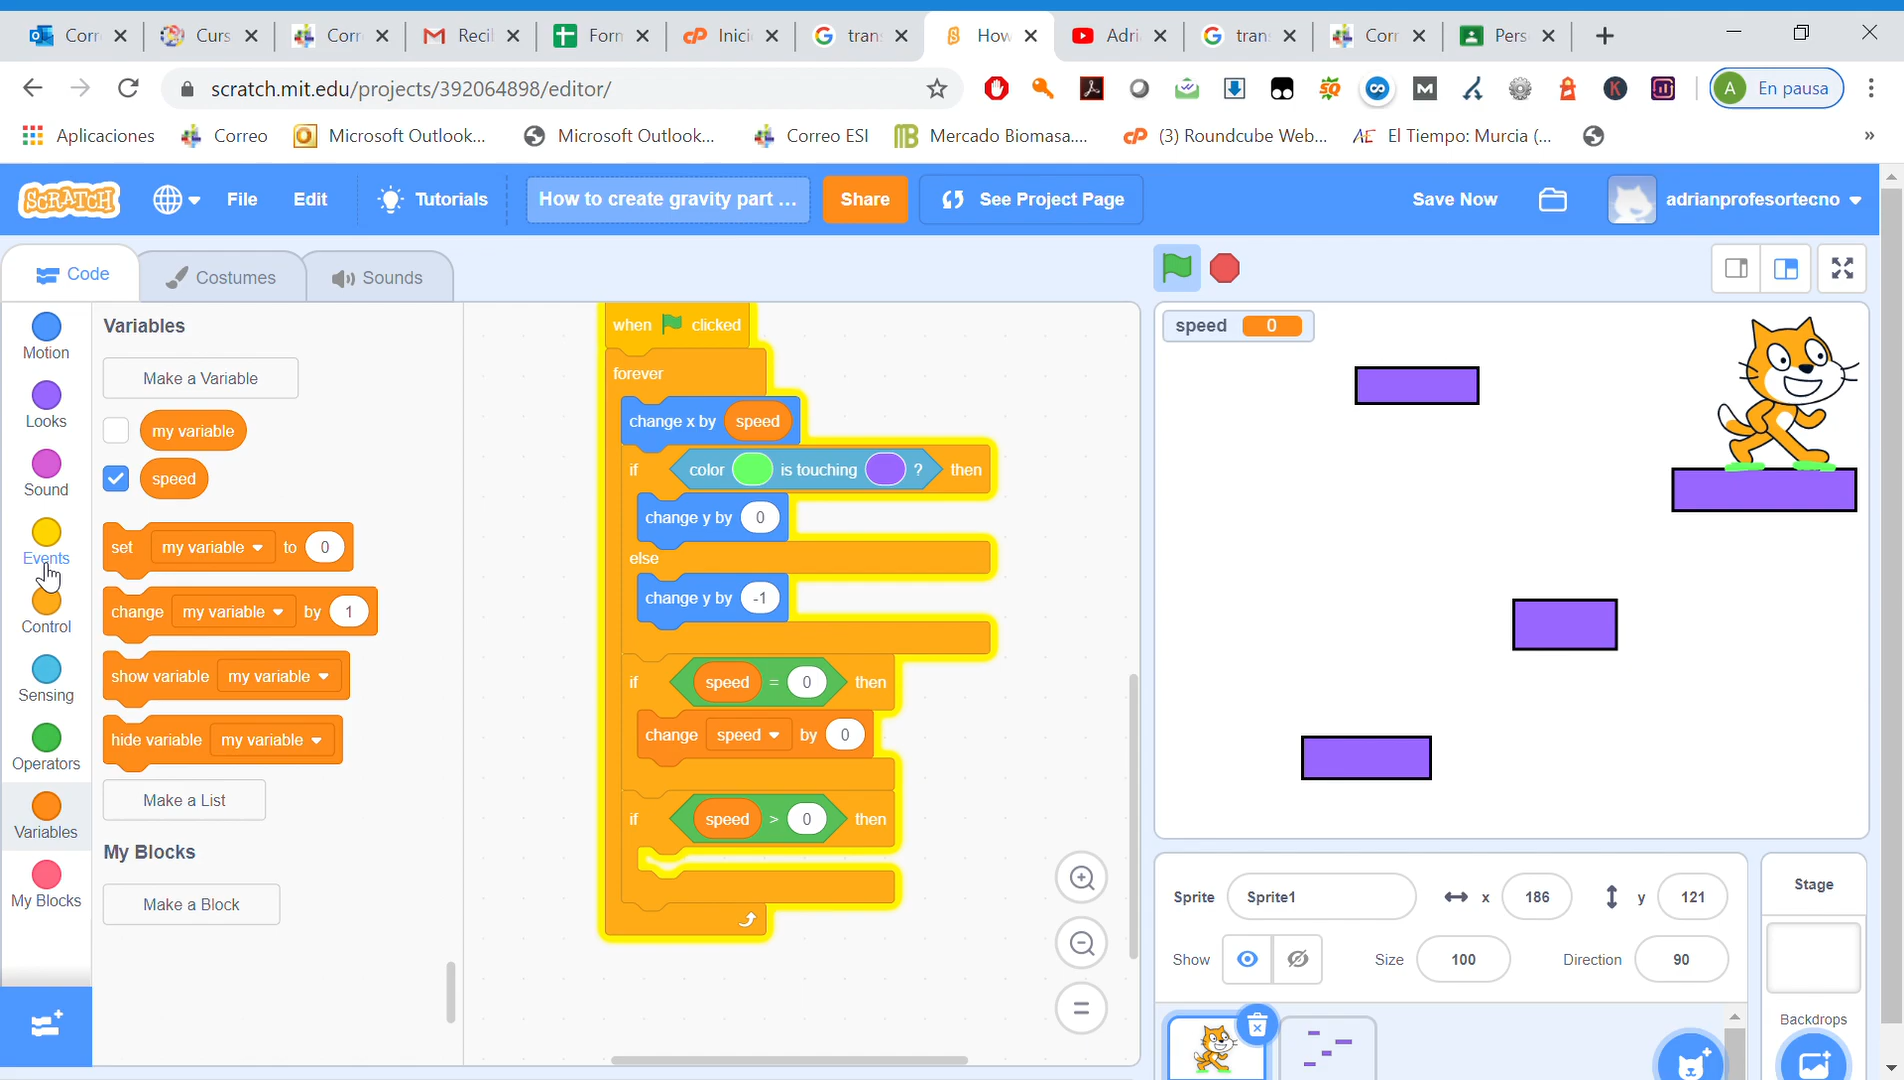 Corr
Curs
Corr
Recil
Forn
Inici
tran
How
Adri
tran
Corr
Pers
scratch.mit.edu/projects/392064898/editor/
A En pausa
Aplicaciones
Correo
Microsoft Outlook...
Microsoft Outlook...
Correo ESI
Mercado Biomasa....
(3) Roundcube Web...
El Tiempo: Murcia (...
SCRATCH
File
Edit
Tutorials
How to create gravity part ...
Share
See Project Page
Save Now
adrianprofesortecno
Code
Costumes
Sounds
Motion
Looks
Sound
Events
Control
Sensing
Operators
Variables
My Blocks
Variables
Make a Variable
my variable
speed
set my variable to 0
change my variable by 1
show variable my variable
hide variable my variable
Make a List
My Blocks
Make a Block
when clicked
forever
change x by speed
if color is touching ? then
change y by 0
else
change y by -1
if speed = 0 then
change speed by 0
if speed > 0 then
speed 0
Sprite Sprite1
x 186
y 121
Show
Size 100
Direction 90
Stage
Backdrops